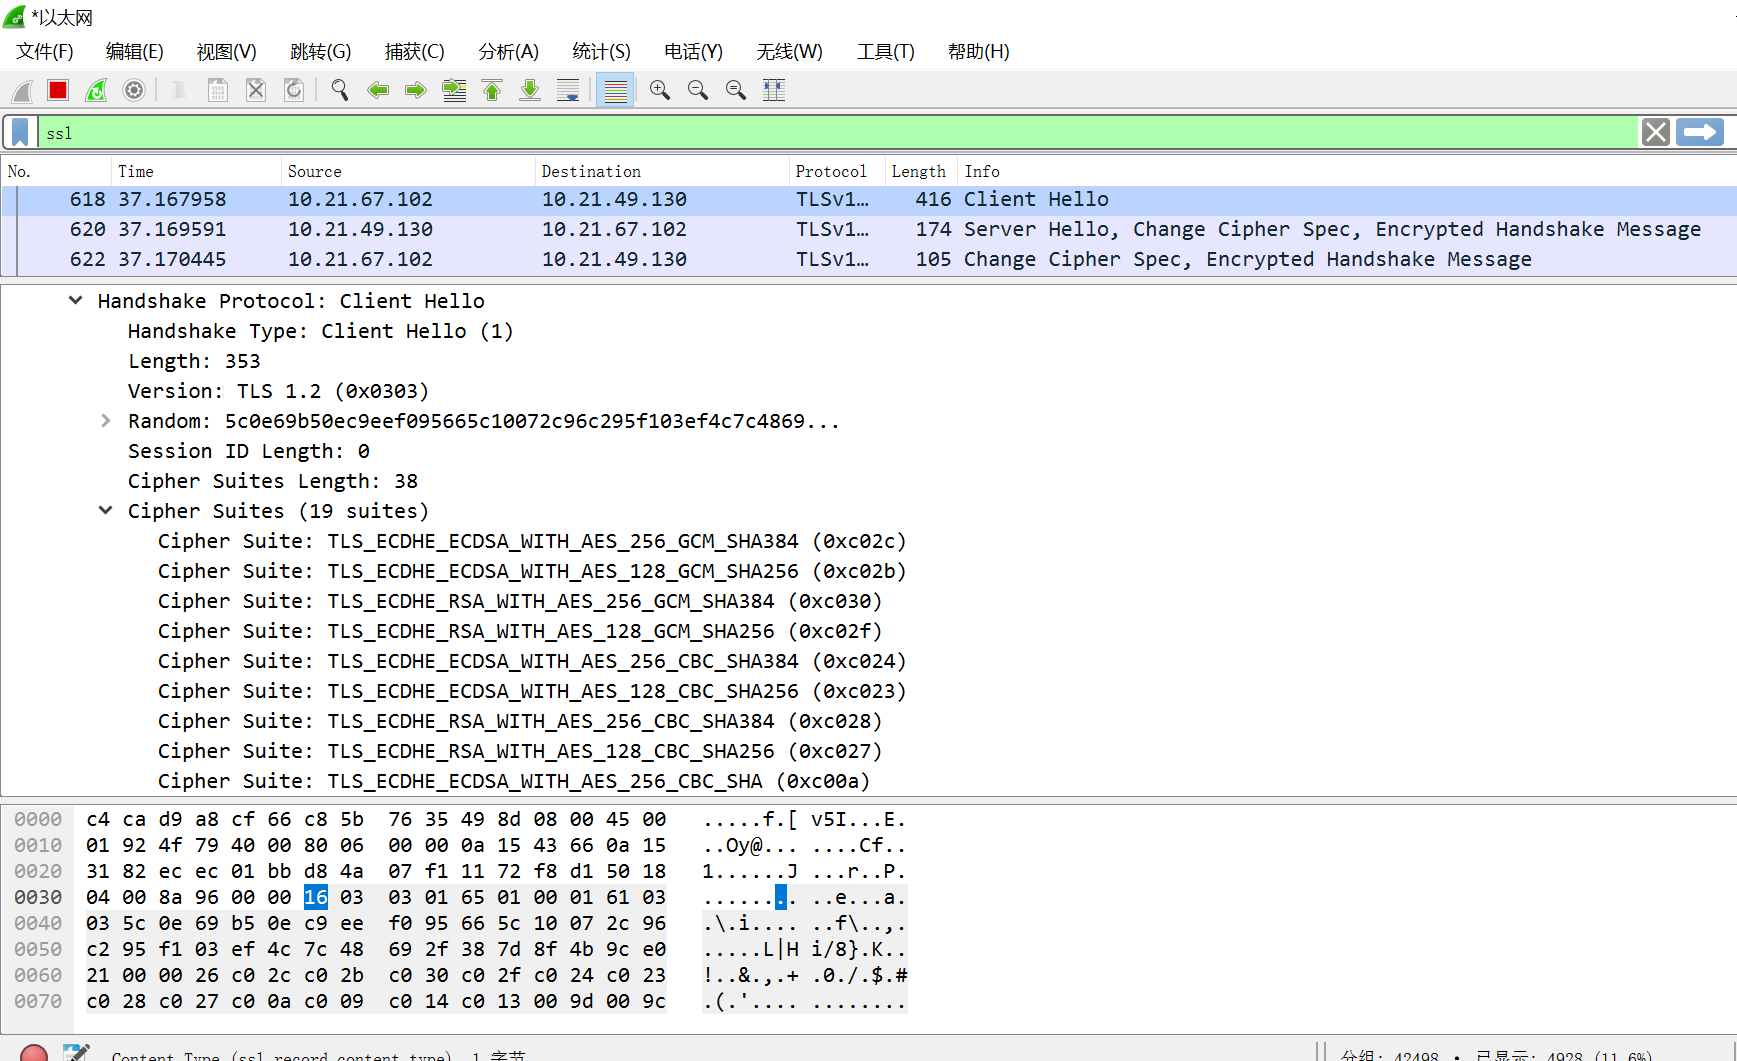 *以太网
文件(F) 编辑(E) 视图(V) 跳转(G) 捕获(C) 分析(A) 统计(S) 电话(Y) 无线(W) 工具(T) 帮助(H)
ssl
No. Time Source Destination Protocol Length Info
618 37.167958 10.21.67.102 10.21.49.130 TLSv1… 416 Client Hello
620 37.169591 10.21.49.130 10.21.67.102 TLSv1… 174 Server Hello, Change Cipher Spec, Encrypted Handshake Message
622 37.170445 10.21.67.102 10.21.49.130 TLSv1… 105 Change Cipher Spec, Encrypted Handshake Message
Handshake Protocol: Client Hello
Handshake Type: Client Hello (1)
Length: 353
Version: TLS 1.2 (0x0303)
Random: 5c0e69b50ec9eef095665c10072c96c295f103ef4c7c4869...
Session ID Length: 0
Cipher Suites Length: 38
Cipher Suites (19 suites)
Cipher Suite: TLS_ECDHE_ECDSA_WITH_AES_256_GCM_SHA384 (0xc02c)
Cipher Suite: TLS_ECDHE_ECDSA_WITH_AES_128_GCM_SHA256 (0xc02b)
Cipher Suite: TLS_ECDHE_RSA_WITH_AES_256_GCM_SHA384 (0xc030)
Cipher Suite: TLS_ECDHE_RSA_WITH_AES_128_GCM_SHA256 (0xc02f)
Cipher Suite: TLS_ECDHE_ECDSA_WITH_AES_256_CBC_SHA384 (0xc024)
Cipher Suite: TLS_ECDHE_ECDSA_WITH_AES_128_CBC_SHA256 (0xc023)
Cipher Suite: TLS_ECDHE_RSA_WITH_AES_256_CBC_SHA384 (0xc028)
Cipher Suite: TLS_ECDHE_RSA_WITH_AES_128_CBC_SHA256 (0xc027)
Cipher Suite: TLS_ECDHE_ECDSA_WITH_AES_256_CBC_SHA (0xc00a)
0000 c4 ca d9 a8 cf 66 c8 5b 76 35 49 8d 08 00 45 00 .....f.[ v5I...E.
0010 01 92 4f 79 40 00 80 06 00 00 0a 15 43 66 0a 15 ..Oy@... ....Cf..
0020 31 82 ec ec 01 bb d8 4a 07 f1 11 72 f8 d1 50 18 1......J ...r..P.
0030 04 00 8a 96 00 00 16 03 03 01 65 01 00 01 61 03 ........ ..e...a.
0040 03 5c 0e 69 b5 0e c9 ee f0 95 66 5c 10 07 2c 96 .\.i.... ..f\..,.
0050 c2 95 f1 03 ef 4c 7c 48 69 2f 38 7d 8f 4b 9c e0 .....L|H i/8}.K..
0060 21 00 00 26 c0 2c c0 2b c0 30 c0 2f c0 24 c0 23 !..&.,.+ .0./.$.#
0070 c0 28 c0 27 c0 0a c0 09 c0 14 c0 13 00 9d 00 9c .(.'.... ........
Content Type (ssl.record.content_type), 1 字节 分组: 42498 · 已显示: 4928 (11.6%)